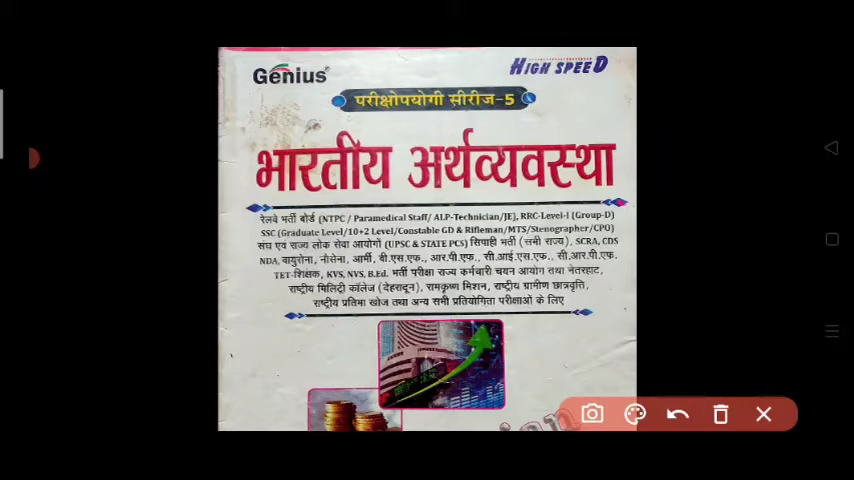 Genius
HIGH SPEED
परीक्षोपयोगी सीरीज-5
भारतीय अर्थव्यवस्था
रेलवे भर्ती बोर्ड (NTPC / Paramedical Staff/ ALP-Technician/JE), RRC-Level-I (Group-D)
SSC (Graduate Level/10+2 Level/Constable GD & Rifleman/MTS/Stenographer/CPO)
संघ एवं राज्य लोक सेवा आयोगों (UPSC & STATE PCS) सिपाही भर्ती (सभी राज्य), SCRA, CDS
NDA, वायुसेना, नौसेना, आर्मी, बी.एस.एफ., आर.पी.एफ., सी.आई.एस.एफ., सी.आर.पी.एफ.
TET-शिक्षक, KVS, NVS, B.Ed. भर्ती परीक्षा राज्य कर्मचारी चयन आयोग तथा नेतरहाट,
राष्ट्रीय मिलिट्री कॉलेज (देहरादून), रामकृष्ण मिशन, राष्ट्रीय ग्रामीण छात्रवृत्ति,
राष्ट्रीय प्रतिभा खोज तथा अन्य सभी प्रतियोगिता परीक्षाओं के लिए